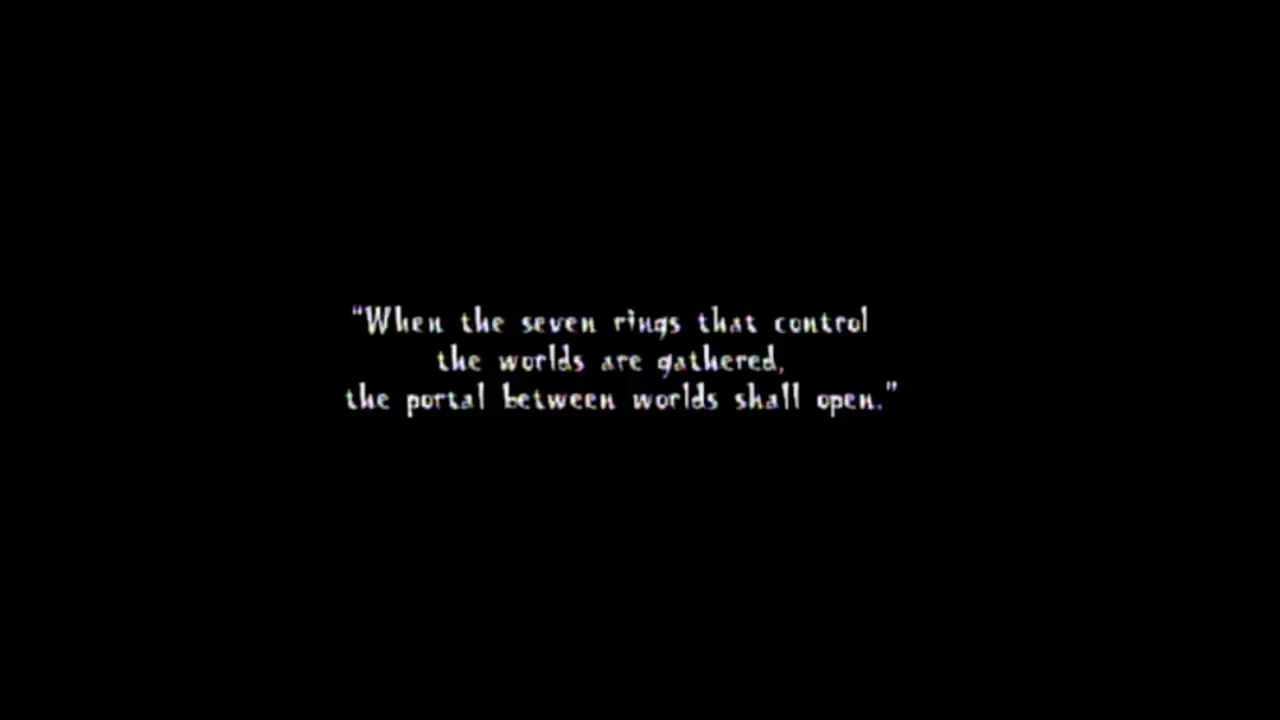 "When the seven rings that control
the worlds are gathered,
the portal between worlds shall open."